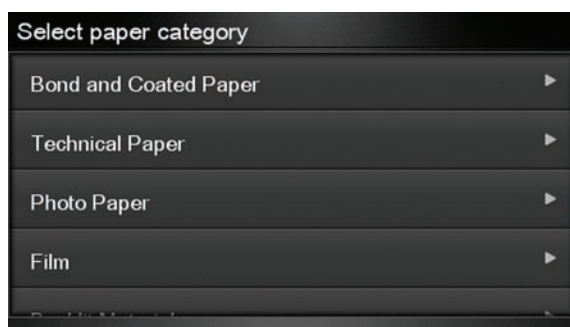 Select paper category
Bond and Coated Paper
Technical Paper
Photo Paper
Film